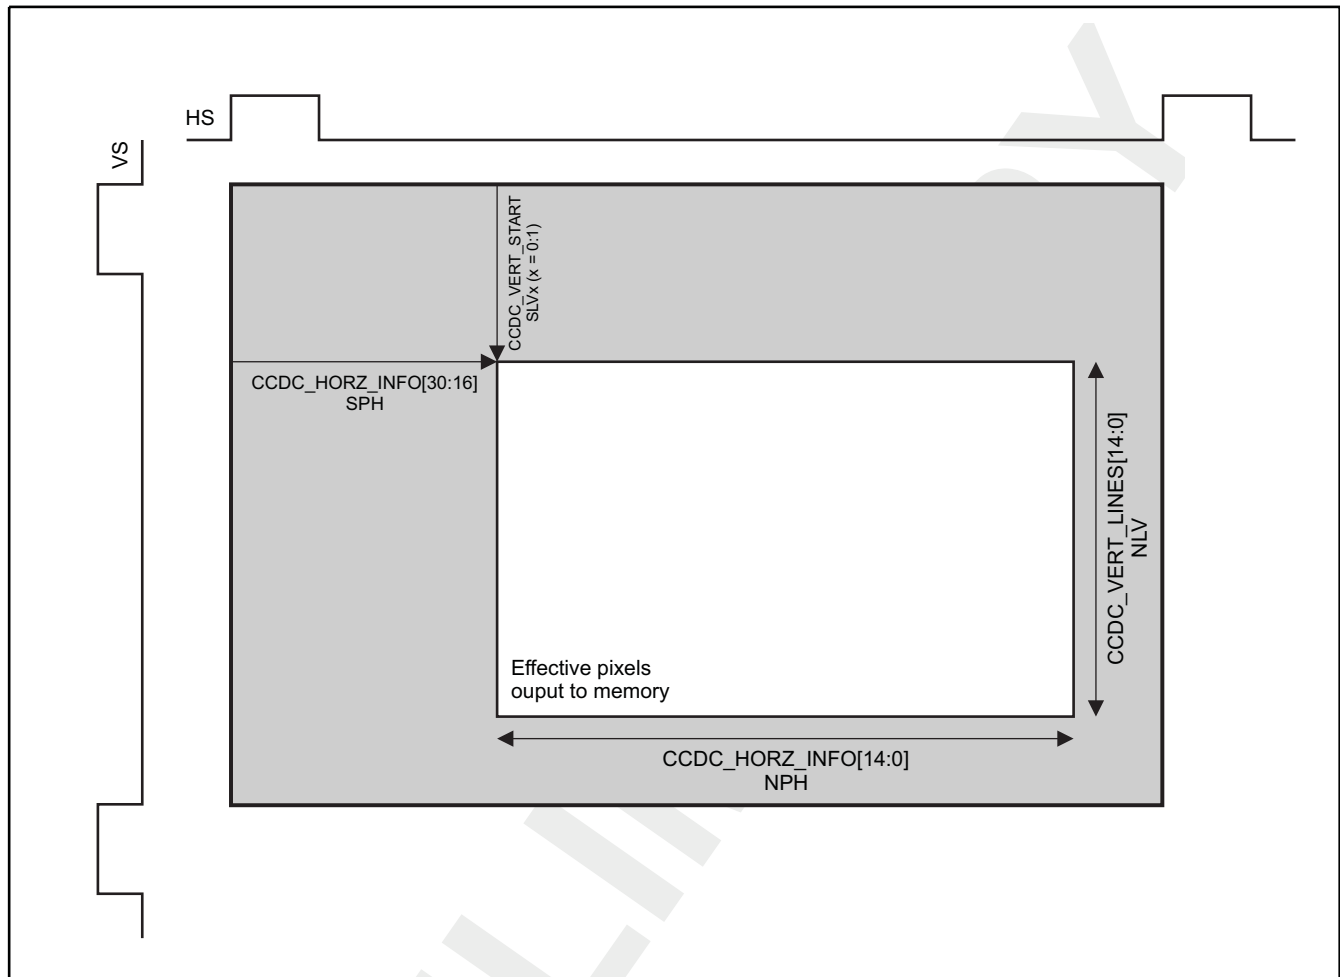 HS
VS
CCDC_VERT_START
SLVx (x = 0:1)
CCDC_HORZ_INFO[30:16]
SPH
CCDC_VERT_LINES[14:0]
NLV
Effective pixels
ouput to memory
CCDC_HORZ_INFO[14:0]
NPH